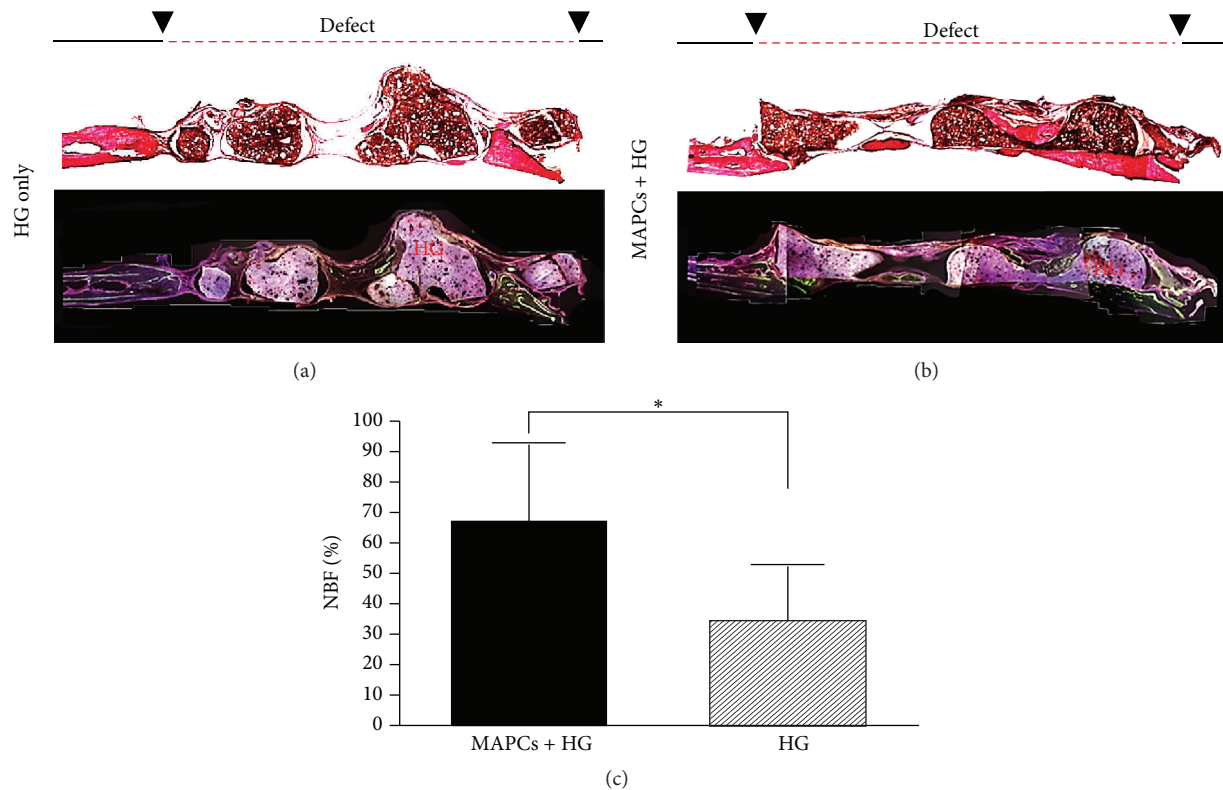 Defect
HG only
HG
(a)
Defect
MAPCs + HG
HG
(b)
*
NBF (%)
100
90
80
70
60
50
40
30
20
10
0
MAPCs + HG
HG
(c)